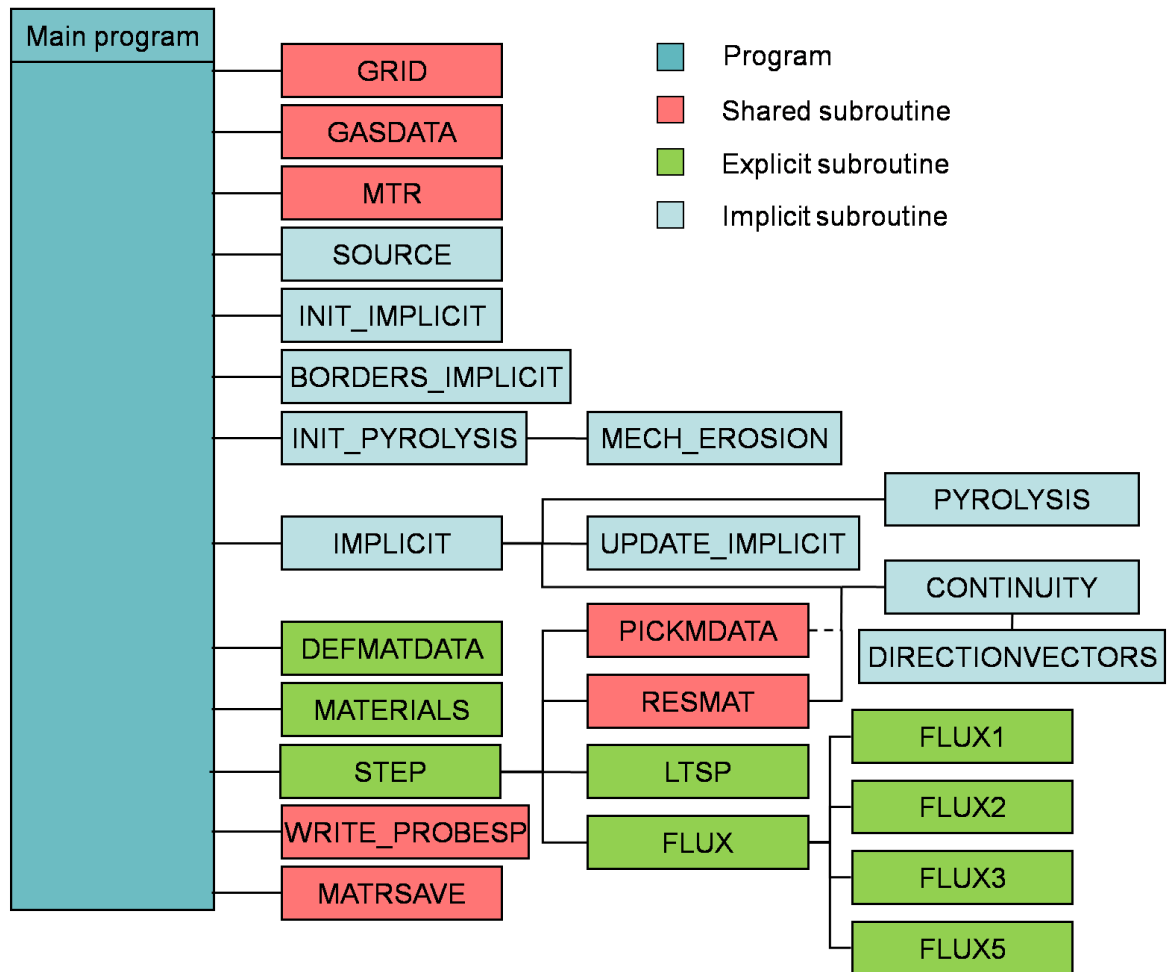 Main program
GRID
GASDATA
MTR
SOURCE
INIT_IMPLICIT
BORDERS_IMPLICIT
INIT_PYROLYSIS
MECH_EROSION
IMPLICIT
UPDATE_IMPLICIT
PYROLYSIS
CONTINUITY
DIRECTIONVECTORS
DEFMATDATA
MATERIALS
STEP
PICKMDATA
RESMAT
LTSP
FLUX
FLUX1
FLUX2
FLUX3
FLUX5
WRITE_PROBESP
MATRSAVE
Program
Shared subroutine
Explicit subroutine
Implicit subroutine